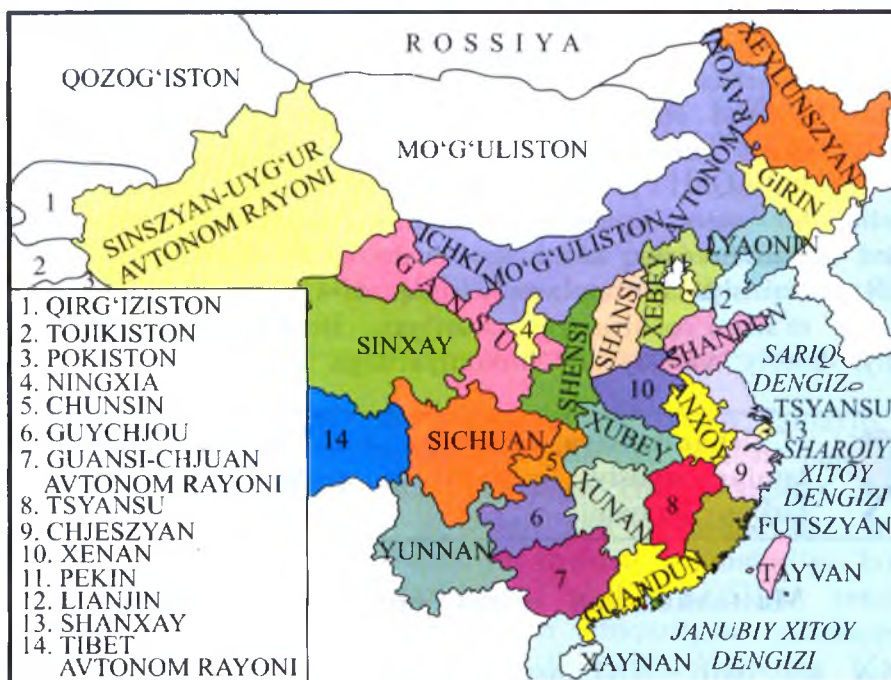 ROSSIYA
QOZOG‘ISTON
MO‘G‘ULISTON
XEYLUNSZYAN
GIRIN
LYAONIN
ICHKI MO‘G‘ULISTON AVTONOM RAYON
1
SINSZYAN-UYG‘UR
AVTONOM RAYONI
2
GANSU
4
SINXAY
SHENSI
SHANSI
XEBEY
11
12
SHANDUN
SARIQ
DENGIZ
10
ANXOY
TSYANSU
13
14
SICHUAN
5
XUBEY
9
SHARQIY
XITOY
DENGIZI
XUNAN
8
6
YUNNAN
7
GUANDUN
FUTSZYAN
TAYVAN
XAYNAN
JANUBIY XITOY
DENGIZI
1. QIRG‘IZISTON
2. TOJIKISTON
3. POKISTON
4. NINGXIA
5. CHUNSIN
6. GUYCHJOU
7. GUANSI-CHJUAN
AVTONOM RAYONI
8. TSYANSU
9. CHJESZYAN
10. XENAN
11. PEKIN
12. LIANJIN
13. SHANXAY
14. TIBET
AVTONOM RAYONI